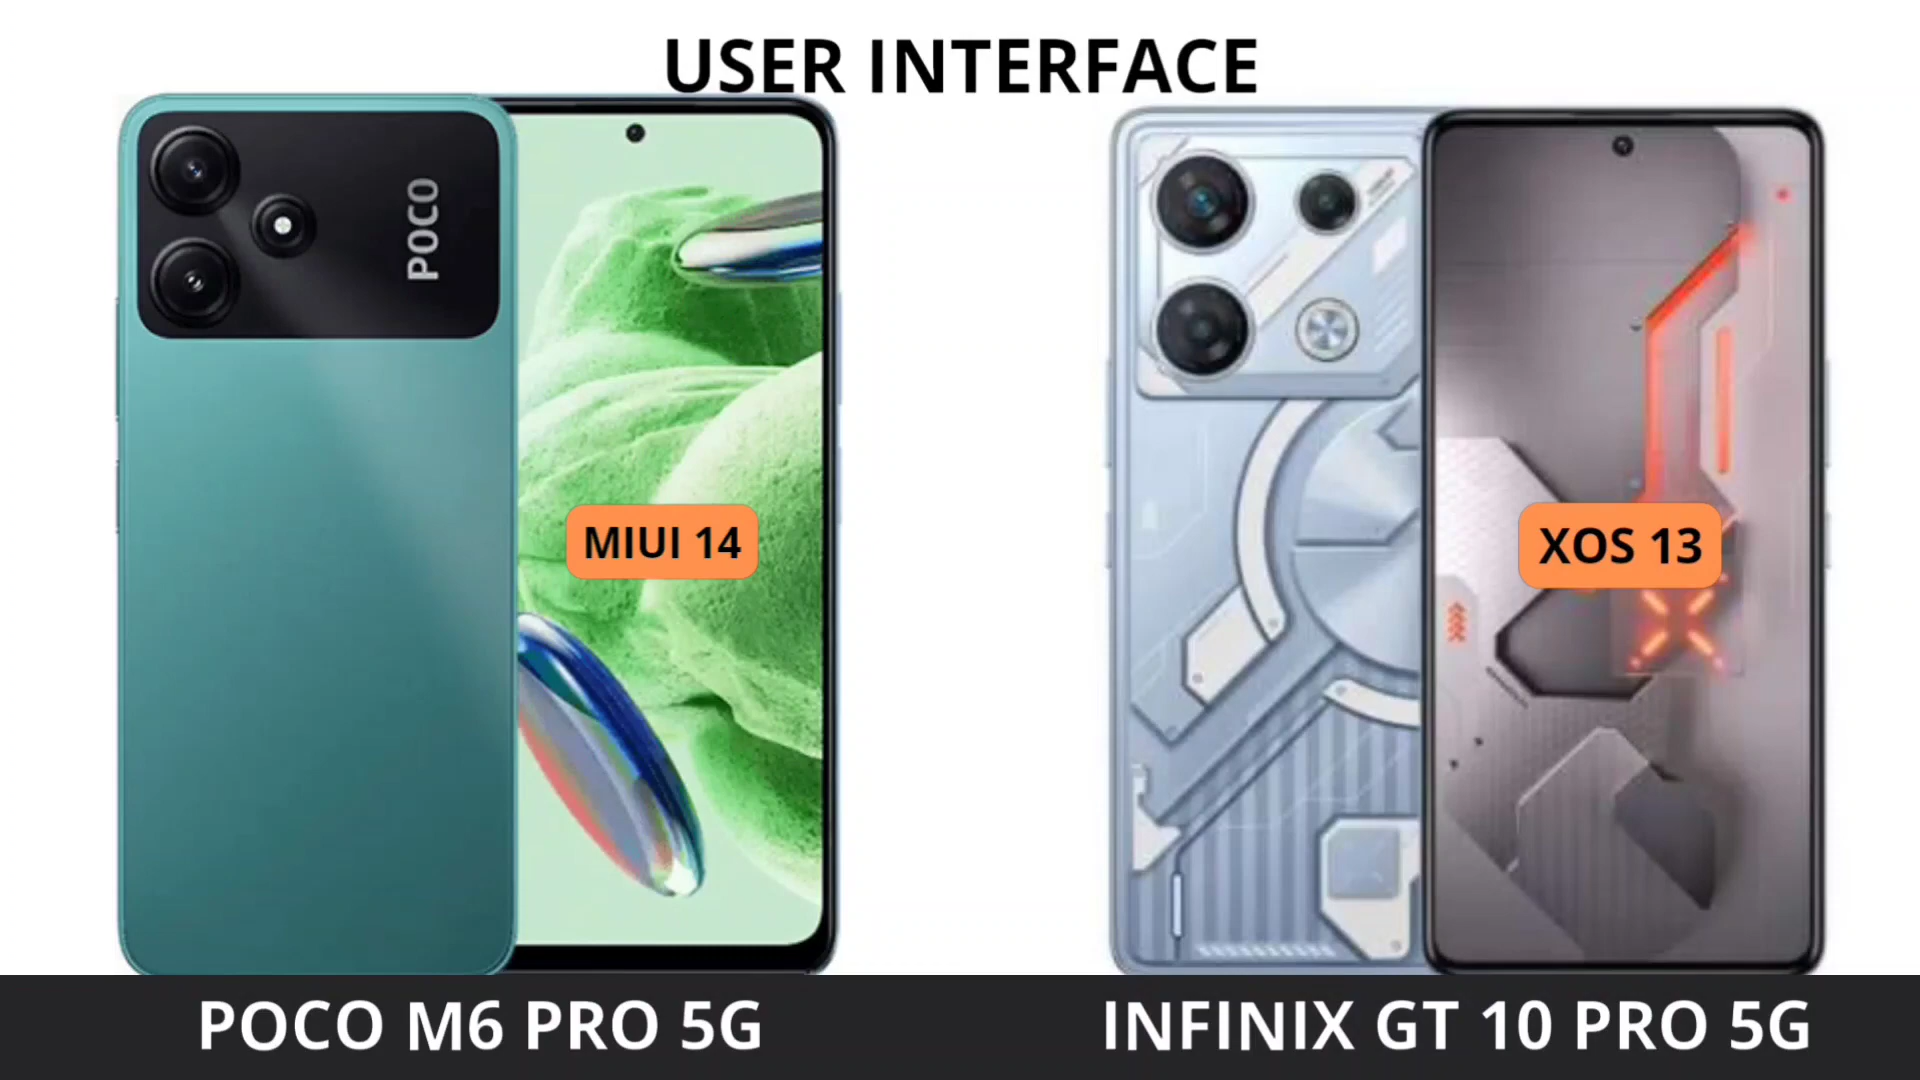 USER INTERFACE
POCO
MIUI 14
XOS 13
POCO M6 PRO 5G
INFINIX GT 10 PRO 5G